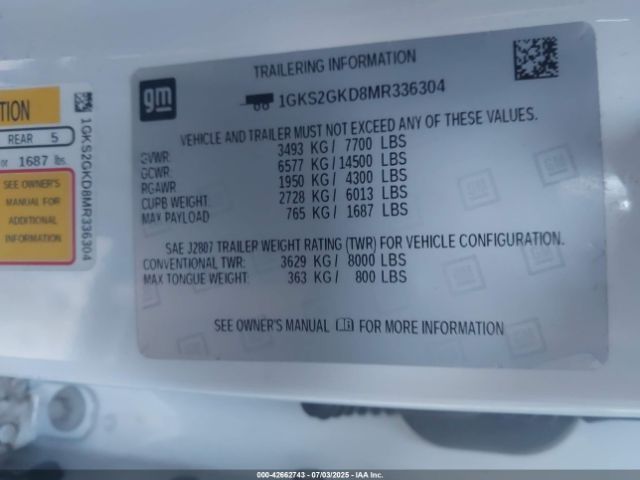 TION
REAR 5
or 1687 lbs.
SEE OWNER'S
MANUAL FOR
ADDITIONAL
INFORMATION
1GKS2GKD8MR336304
TRAILERING INFORMATION
gm
1GKS2GKD8MR336304
VEHICLE AND TRAILER MUST NOT EXCEED ANY OF THESE VALUES.
GVWR: 3493 KG/ 7700 LBS
GCWR: 6577 KG/ 14500 LBS
RGAWR: 1950 KG/ 4300 LBS
CURB WEIGHT: 2728 KG/ 6013 LBS
MAX PAYLOAD 765 KG/ 1687 LBS
SAE J2807 TRAILER WEIGHT RATING (TWR) FOR VEHICLE CONFIGURATION.
CONVENTIONAL TWR: 3629 KG/ 8000 LBS
MAX TONGUE WEIGHT: 363 KG/ 800 LBS
SEE OWNER'S MANUAL FOR MORE INFORMATION
000-42662743 - 07/03/2025 - IAA Inc.